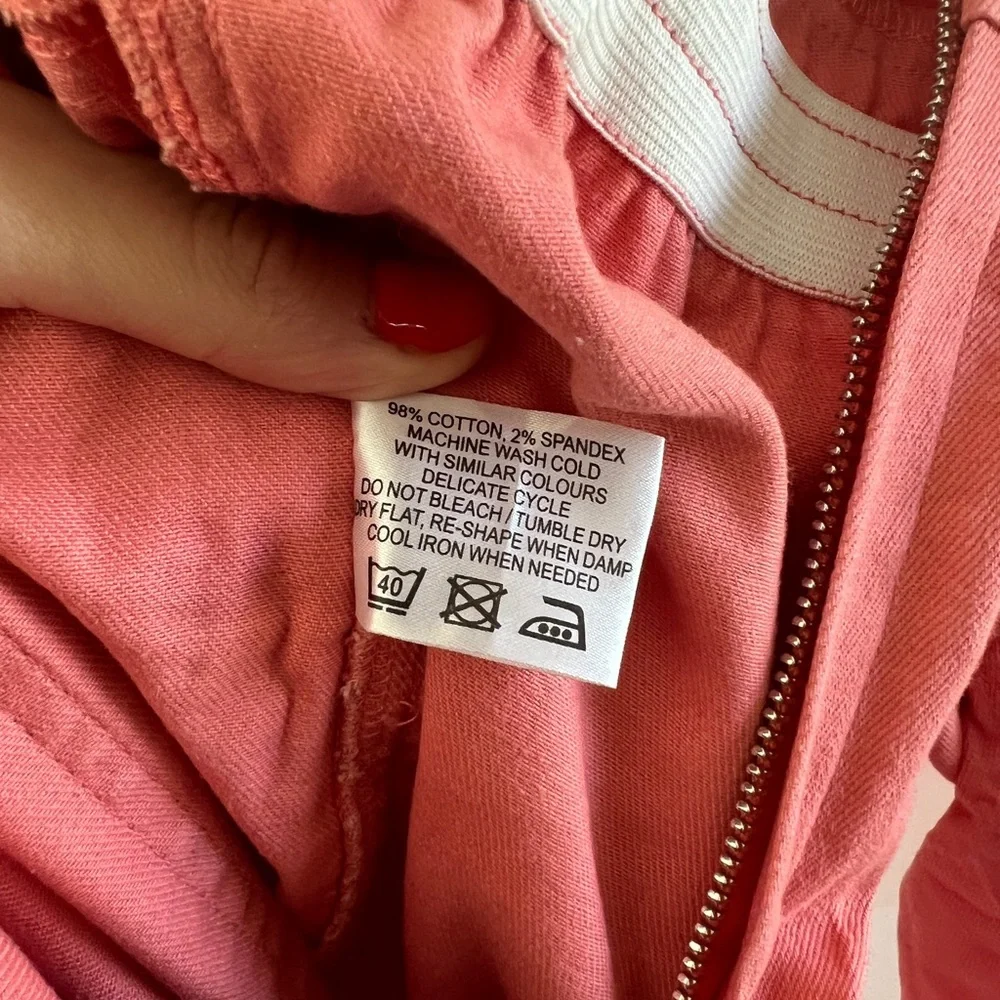 98% COTTON, 2% SPANDEX
MACHINE WASH COLD
WITH SIMILAR COLOURS
DELICATE CYCLE
DO NOT BLEACH / TUMBLE DRY
DRY FLAT, RE-SHAPE WHEN DAMP
COOL IRON WHEN NEEDED
40